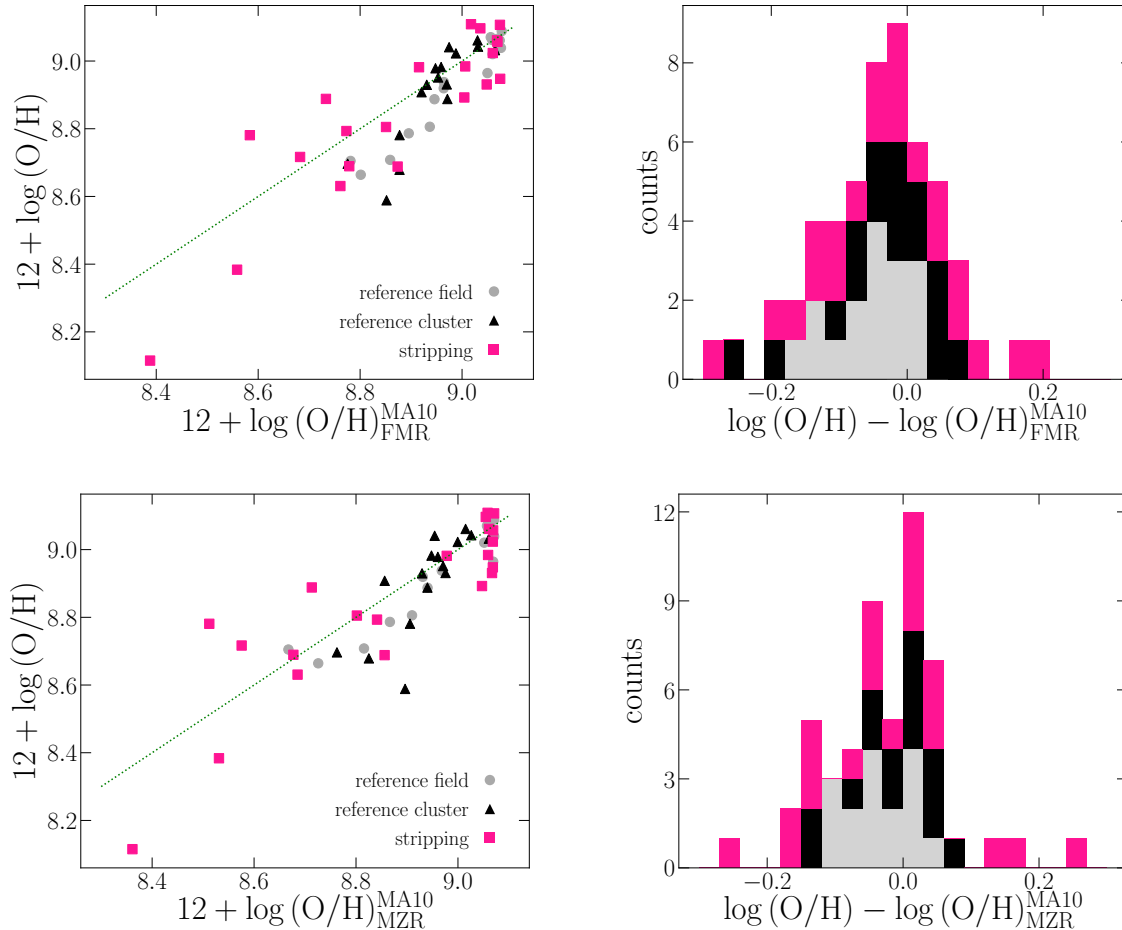 12 + log (O/H)
9.0
8.8
8.6
8.4
8.2
reference field
reference cluster
stripping
8.4 8.6 8.8 9.0
12 + log (O/H)^MA10_FMR
counts
8
6
4
2
0
−0.2 0.0 0.2
log (O/H) − log (O/H)^MA10_FMR
12 + log (O/H)
9.0
8.8
8.6
8.4
8.2
reference field
reference cluster
stripping
8.4 8.6 8.8 9.0
12 + log (O/H)^MA10_MZR
counts
12
9
6
3
0
−0.2 0.0 0.2
log (O/H) − log (O/H)^MA10_MZR